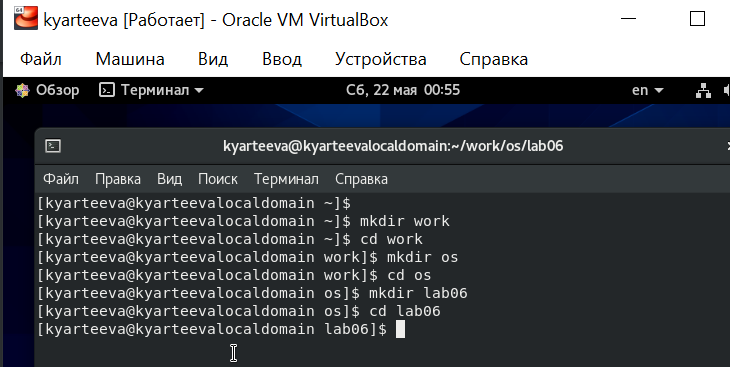 kyarteeva [Работает] - Oracle VM VirtualBox
Файл Машина Вид Ввод Устройства Справка
Обзор Терминал Сб, 22 мая 00:55 en
kyarteeva@kyarteevalocaldomain:~/work/os/lab06
Файл Правка Вид Поиск Терминал Справка
[kyarteeva@kyarteevalocaldomain ~]$
[kyarteeva@kyarteevalocaldomain ~]$ mkdir work
[kyarteeva@kyarteevalocaldomain ~]$ cd work
[kyarteeva@kyarteevalocaldomain work]$ mkdir os
[kyarteeva@kyarteevalocaldomain work]$ cd os
[kyarteeva@kyarteevalocaldomain os]$ mkdir lab06
[kyarteeva@kyarteevalocaldomain os]$ cd lab06
[kyarteeva@kyarteevalocaldomain lab06]$